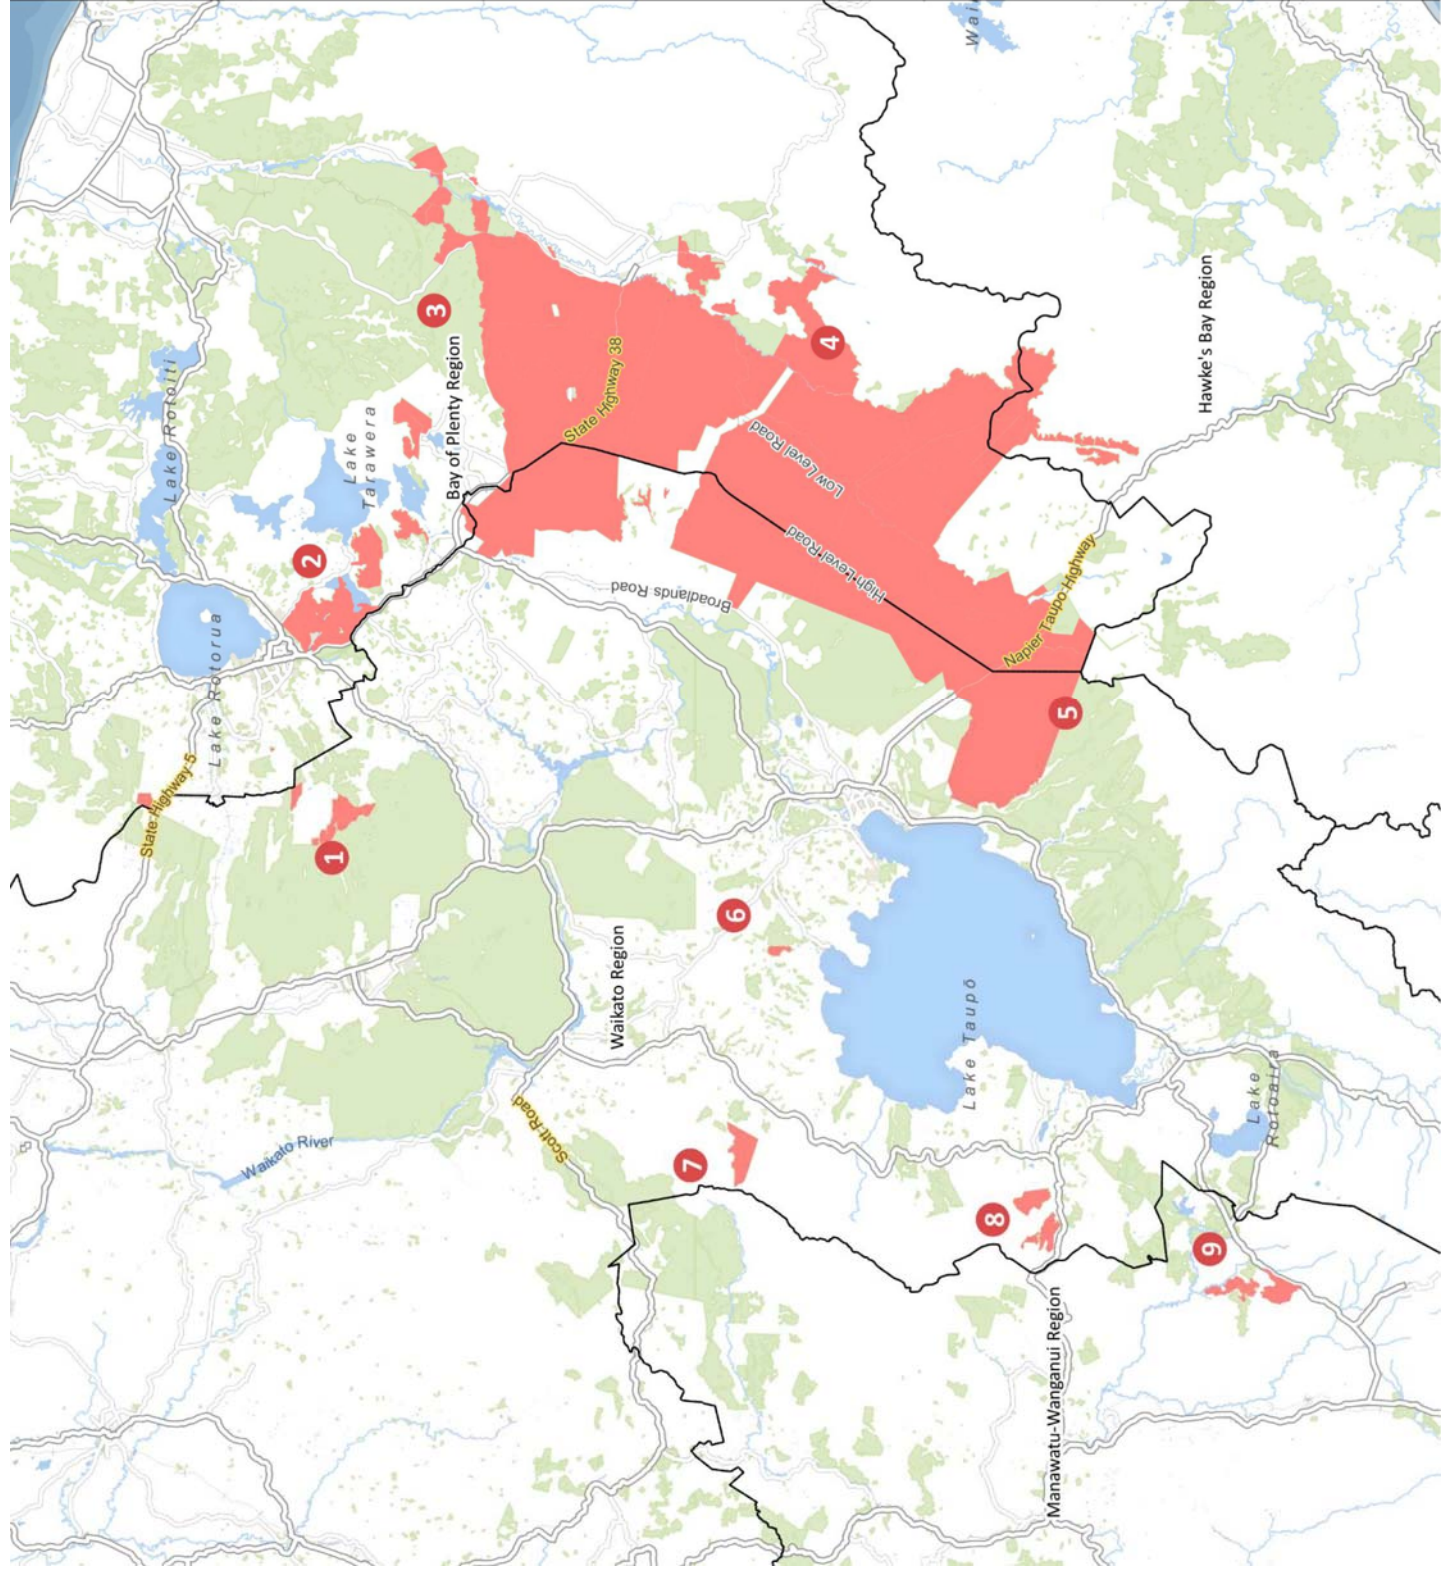 Wai
Lake Rotoiti
Lake Rotorua
State Highway 5
1
2
Lake
Tarawera
3
Bay of Plenty Region
State Highway 38
4
Low Level Road
High Level Road
Broadlands Road
Napier Taupo Highway
Hawke's Bay Region
5
6
Waikato Region
Waikato River
Scott Road
Lake Taupō
7
8
Lake
Rotoaira
9
Manawatu-Wanganui Region